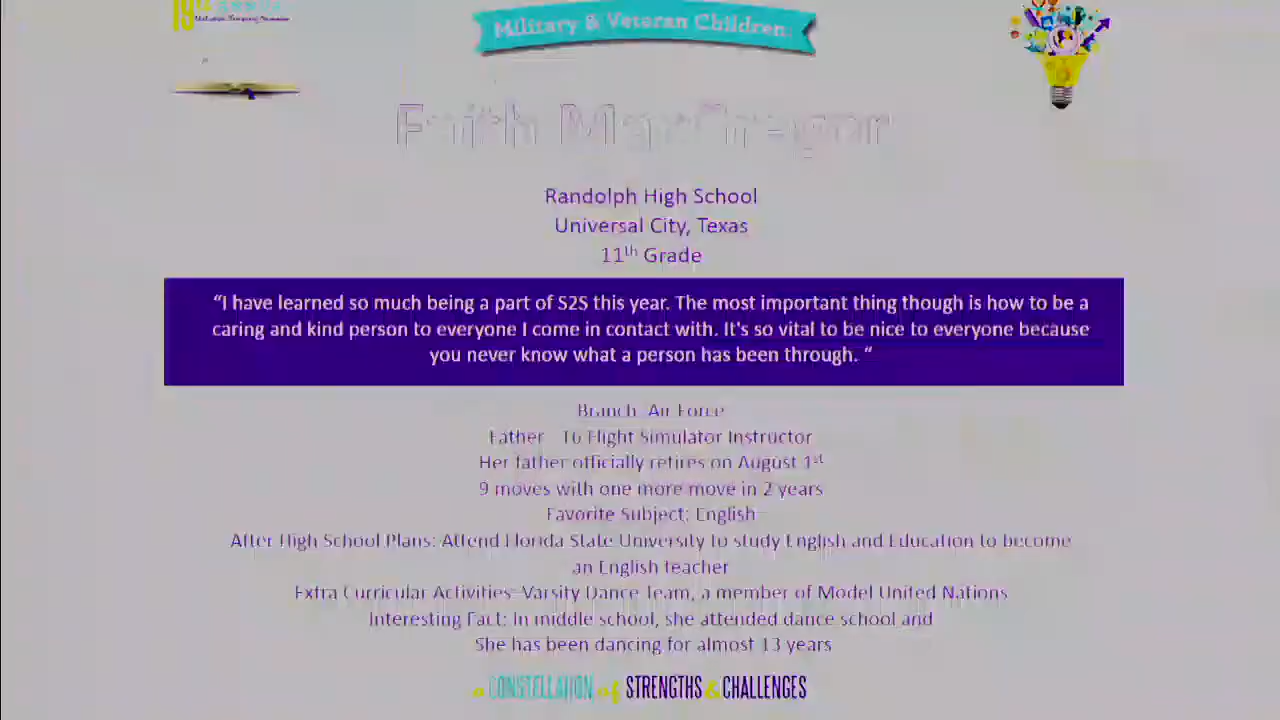 19th
Military & Veteran Children:
Faith MacGregor
Randolph High School
Universal City, Texas
11th Grade
“I have learned so much being a part of S2S this year. The most important thing though is how to be a
caring and kind person to everyone I come in contact with. It's so vital to be nice to everyone because
you never know what a person has been through. “
Branch: Air Force
Father - T6 Flight Simulator Instructor
Her father officially retires on August 1st
9 moves with one more move in 2 years
Favorite Subject: English
After High School Plans: Attend Florida State University to study English and Education to become
an English teacher
Extra Curricular Activities–Varsity Dance Team, a member of Model United Nations
Interesting Fact: In middle school, she attended dance school and
She has been dancing for almost 13 years
a CONSTELLATION of STRENGTHS & CHALLENGES